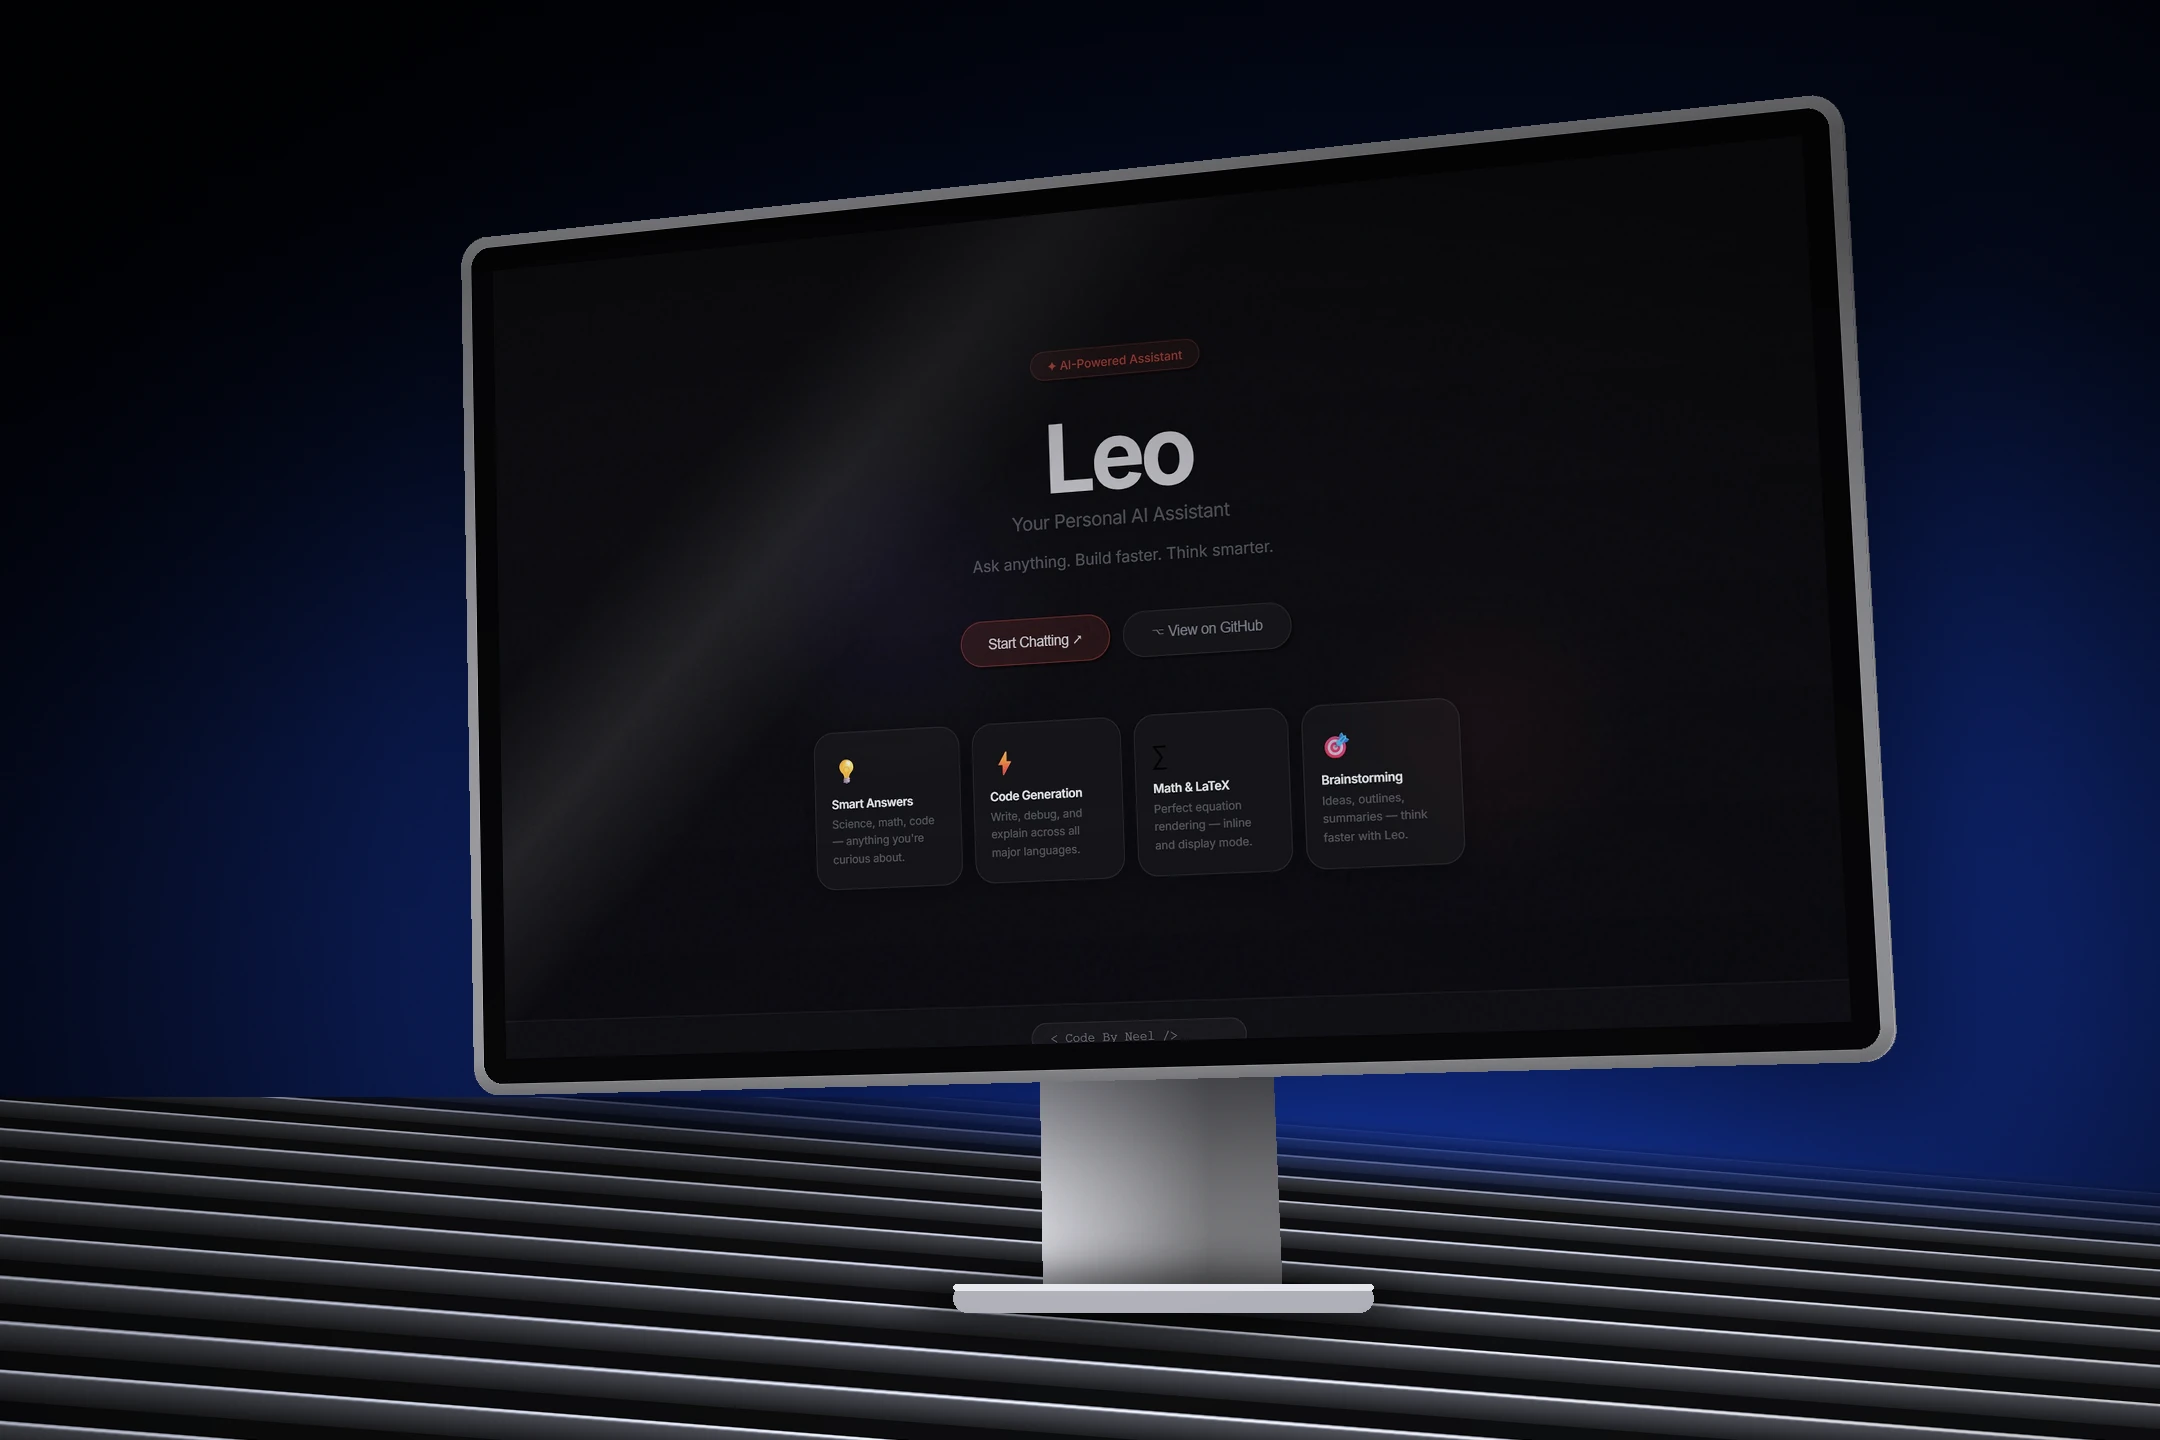 ✦ AI-Powered Assistant
Leo
Your Personal AI Assistant
Ask anything. Build faster. Think smarter.
Start Chatting ↗
⌥ View on GitHub
Smart Answers
Science, math, code
— anything you're
curious about.
Code Generation
Write, debug, and
explain across all
major languages.
∑
Math & LaTeX
Perfect equation
rendering — inline
and display mode.
Brainstorming
Ideas, outlines,
summaries — think
faster with Leo.
< Code By Neel />